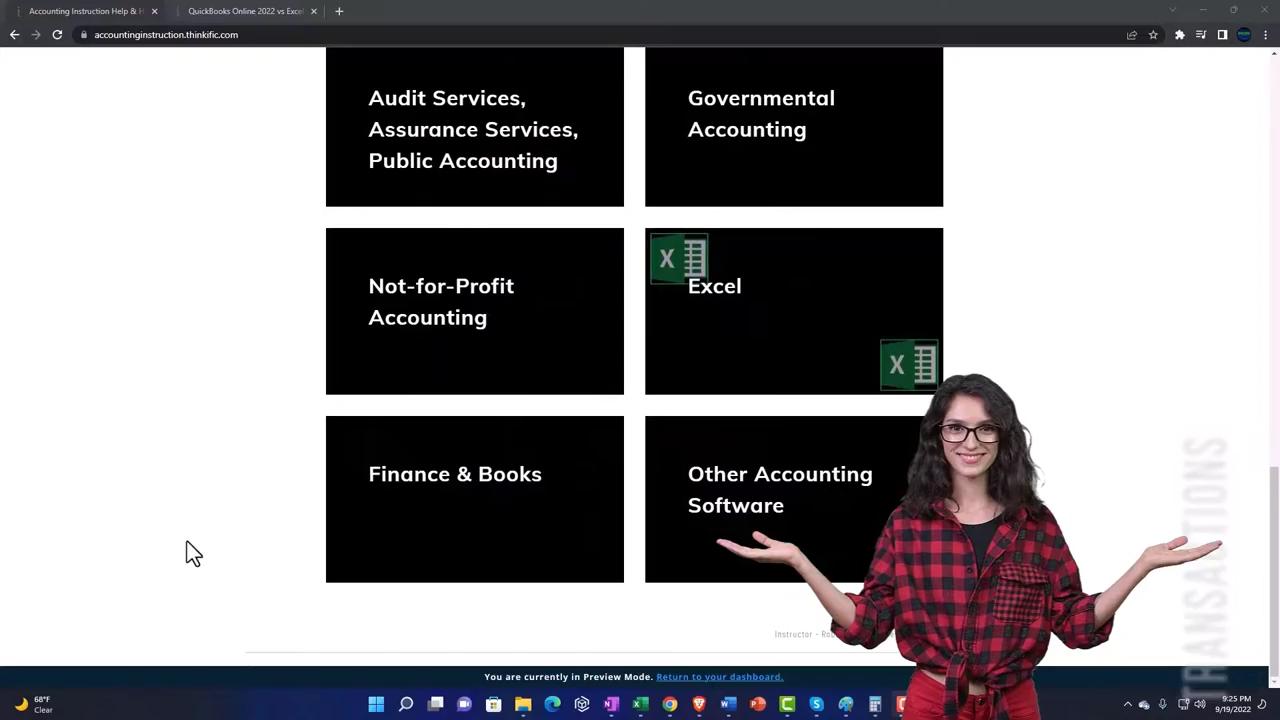 Accounting Instruction Help & H
QuickBooks Online 2022 vs Excel
accountinginstruction.thinkific.com
Audit Services,
Assurance Services,
Public Accounting
Governmental
Accounting
Not-for-Profit
Accounting
X
Excel
X
Finance & Books
Other Accounting
Software
Instructor -
You are currently in Preview Mode. Return to your dashboard.
68°F
Clear
9:25 PM
9/19/2022